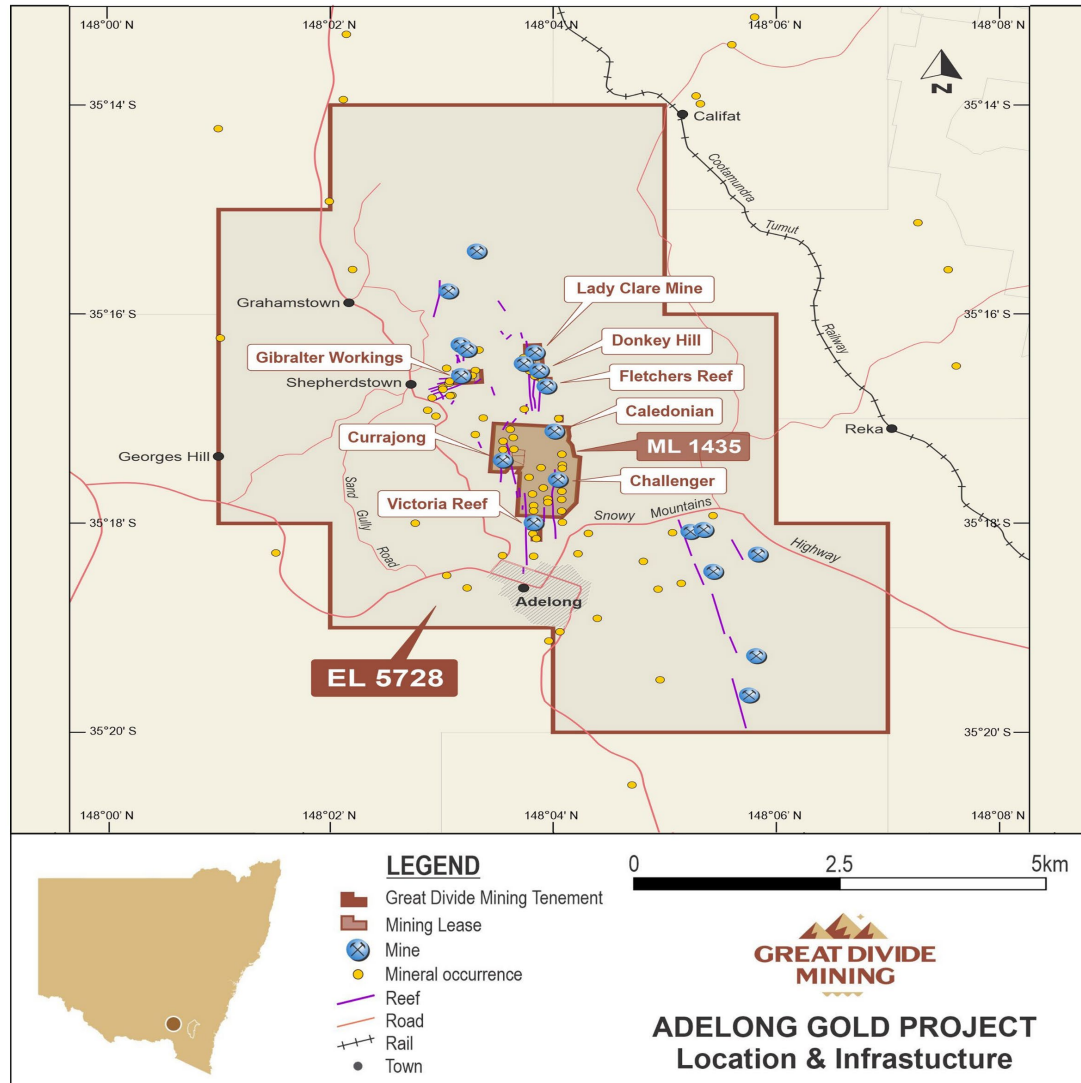 148°00' N
148°02' N
148°04' N
148°06' N
148°08' N
N
35°14' S
35°14' S
Califat
Cootamundra
Tumut
Railway
35°16' S
35°16' S
Grahamstown
Lady Clare Mine
Donkey Hill
Gibralter Workings
Fletchers Reef
Shepherdstown
Caledonian
Reka
Currajong
ML 1435
Georges Hill
Challenger
Sand
Gully
Road
Victoria Reef
Snowy
Mountains
Highway
35°18' S
35°18' S
Adelong
EL 5728
35°20' S
35°20' S
148°00' N
148°02' N
148°04' N
148°06' N
148°08' N
LEGEND
Great Divide Mining Tenement
Mining Lease
Mine
Mineral occurrence
Reef
Road
Rail
Town
0
2.5
5km
GREAT DIVIDE
MINING
ADELONG GOLD PROJECT
Location & Infrastucture